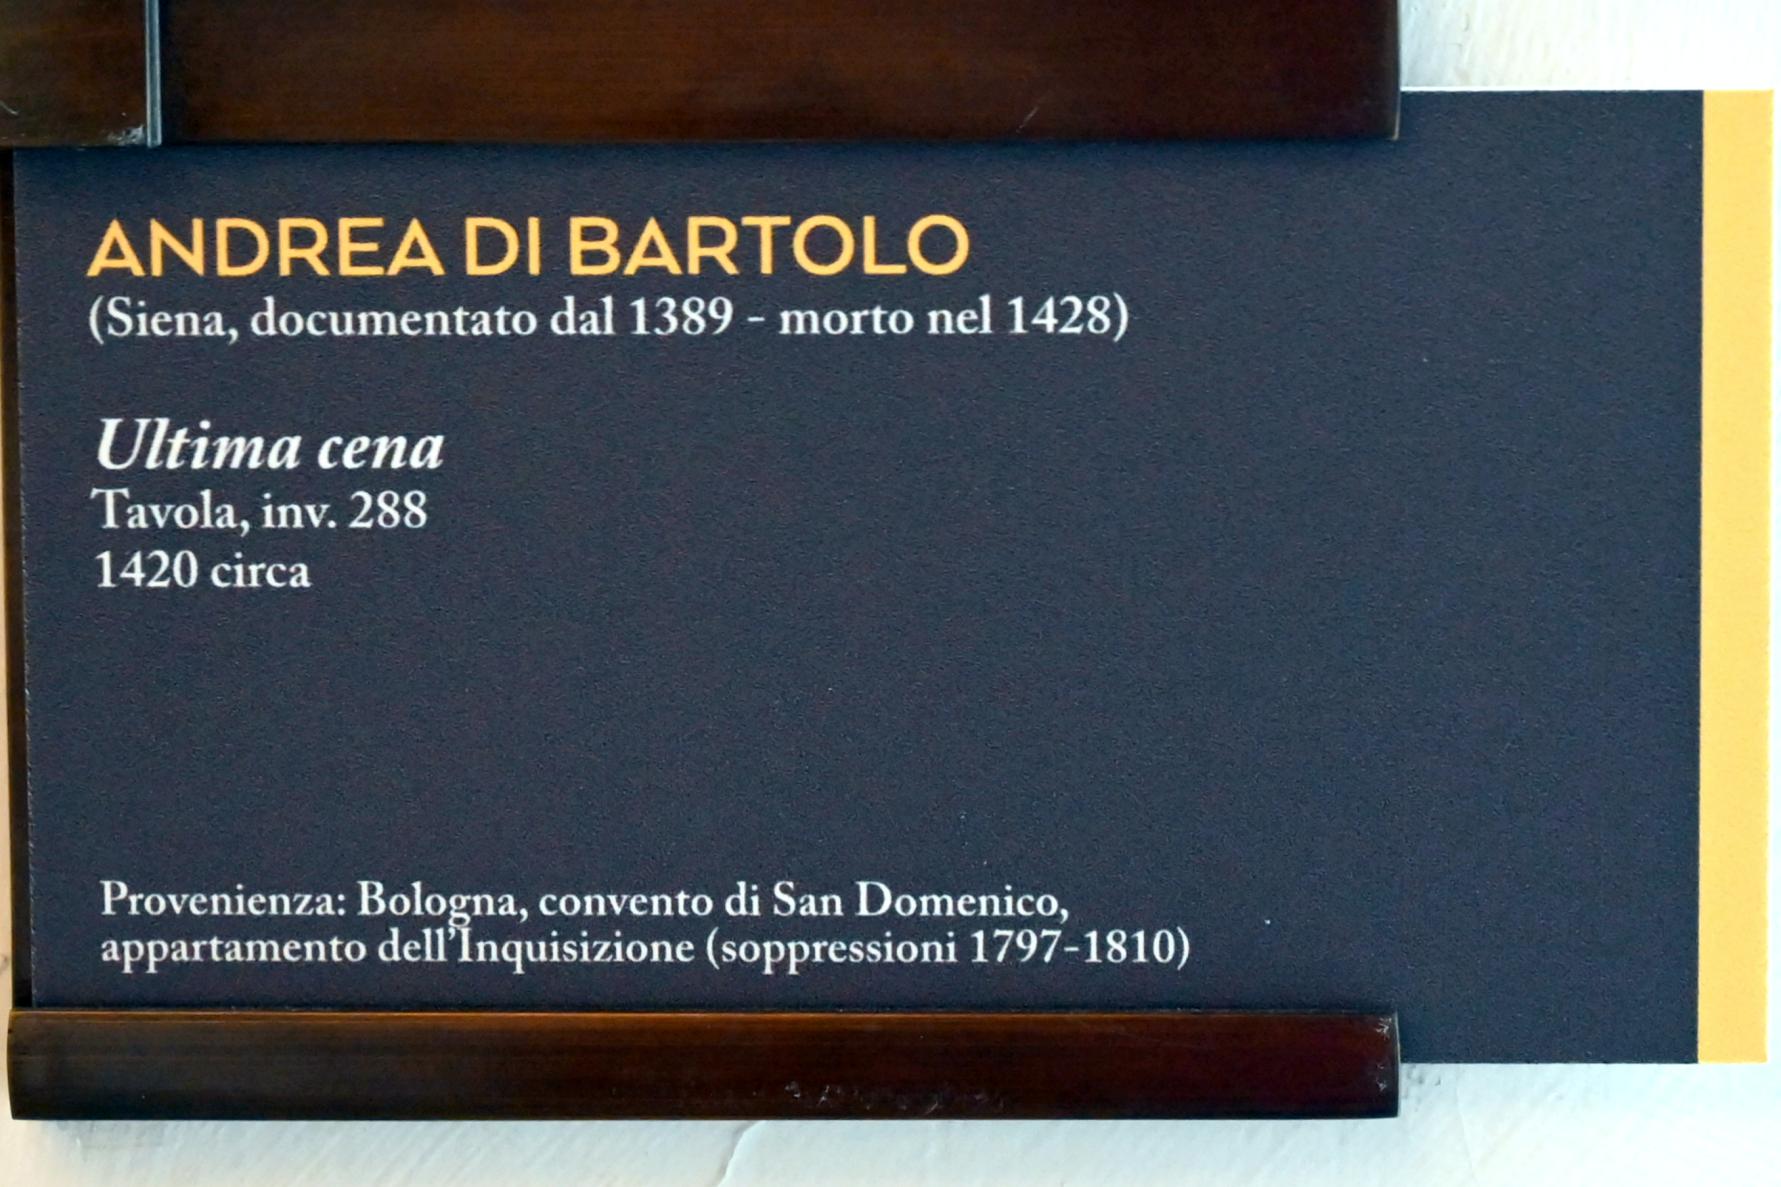 ANDREA DI BARTOLO
(Siena, documentato dal 1389 - morto nel 1428)
Ultima cena
Tavola, inv. 288
1420 circa
Provenienza: Bologna, convento di San Domenico,
appartamento dell'Inquisizione (soppressioni 1797-1810)